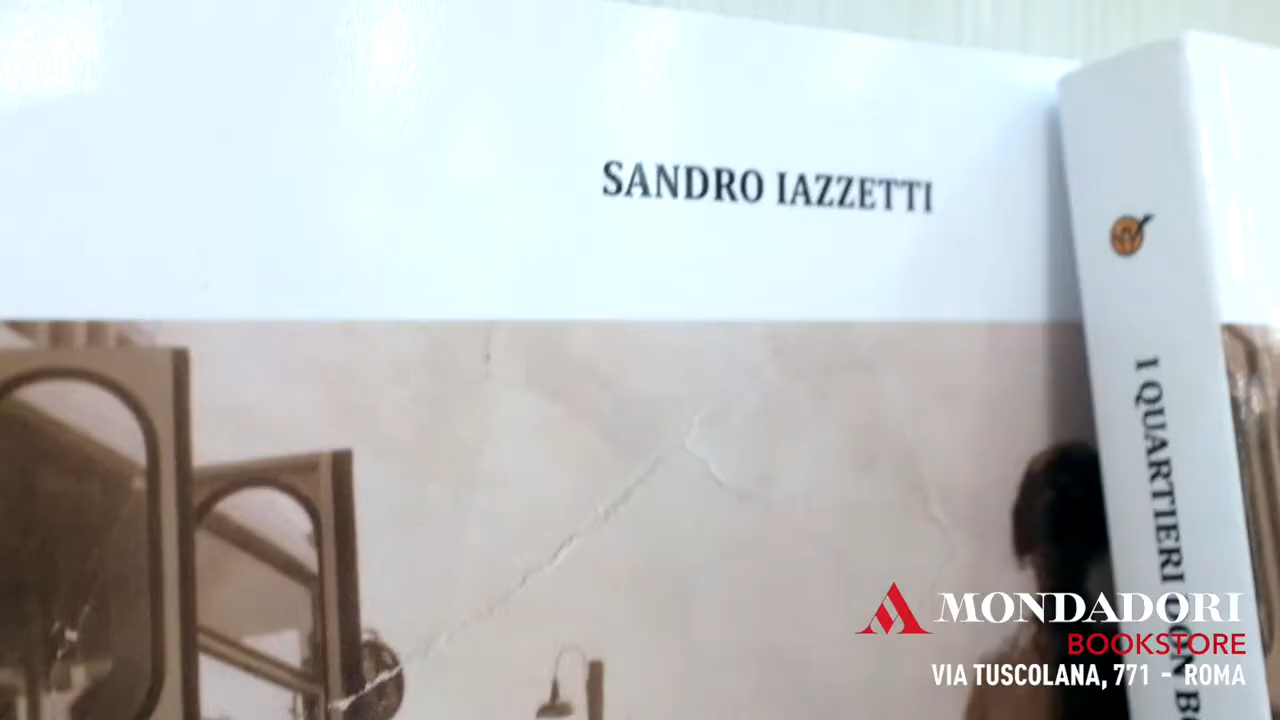 SANDRO IAZZETTI
I QUARTIERI
MONDADORI
BOOKSTORE
VIA TUSCOLANA, 771 - ROMA